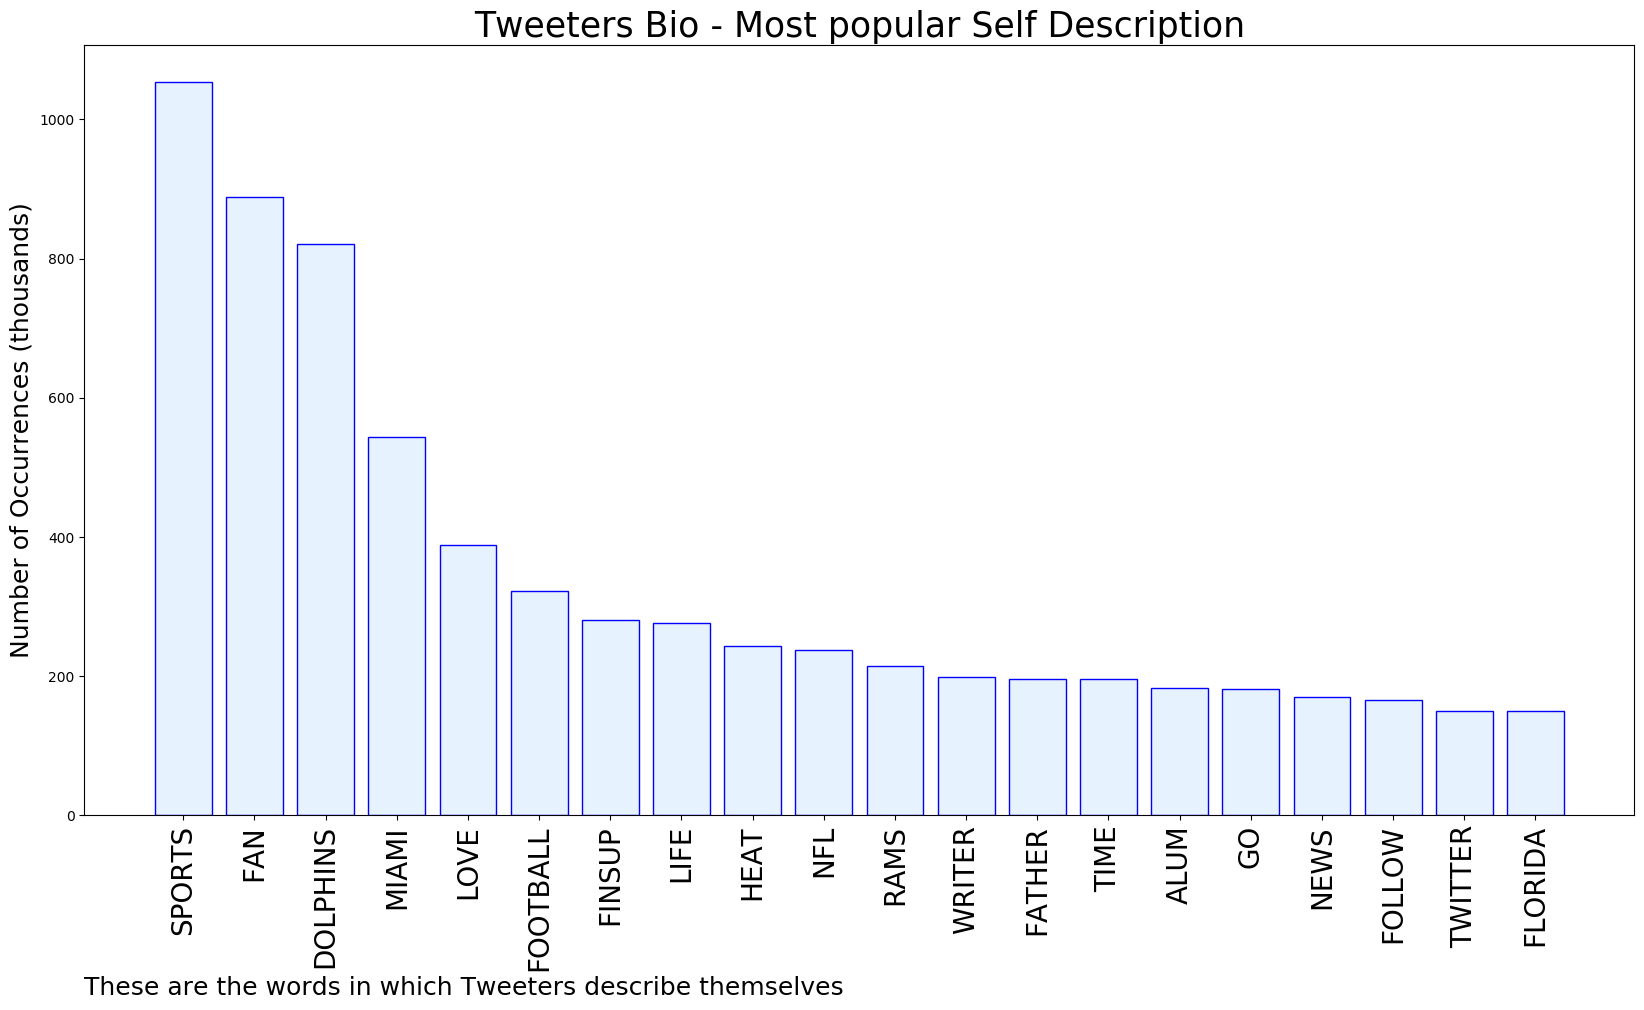 Tweeters Bio - Most popular Self Description
Number of Occurrences (thousands)
1000
800
600
400
200
0
SPORTS
FAN
DOLPHINS
MIAMI
LOVE
FOOTBALL
FINSUP
LIFE
HEAT
NFL
RAMS
WRITER
FATHER
TIME
ALUM
GO
NEWS
FOLLOW
TWITTER
FLORIDA
These are the words in which Tweeters describe themselves